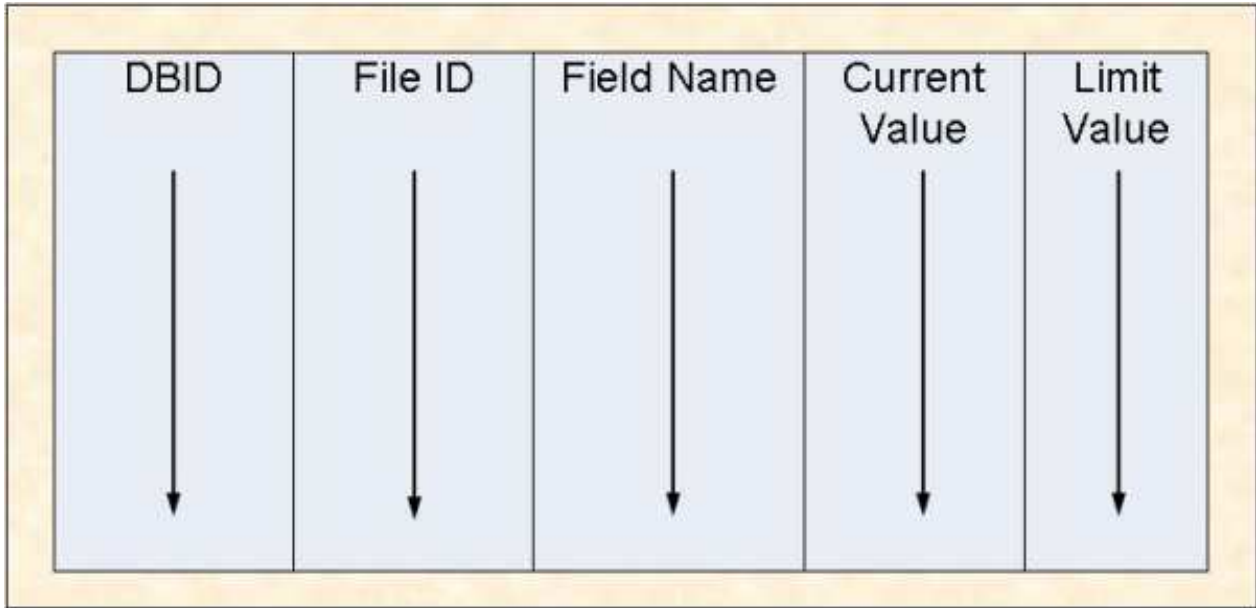 DBID
File ID
Field Name
Current
Value
Limit
Value